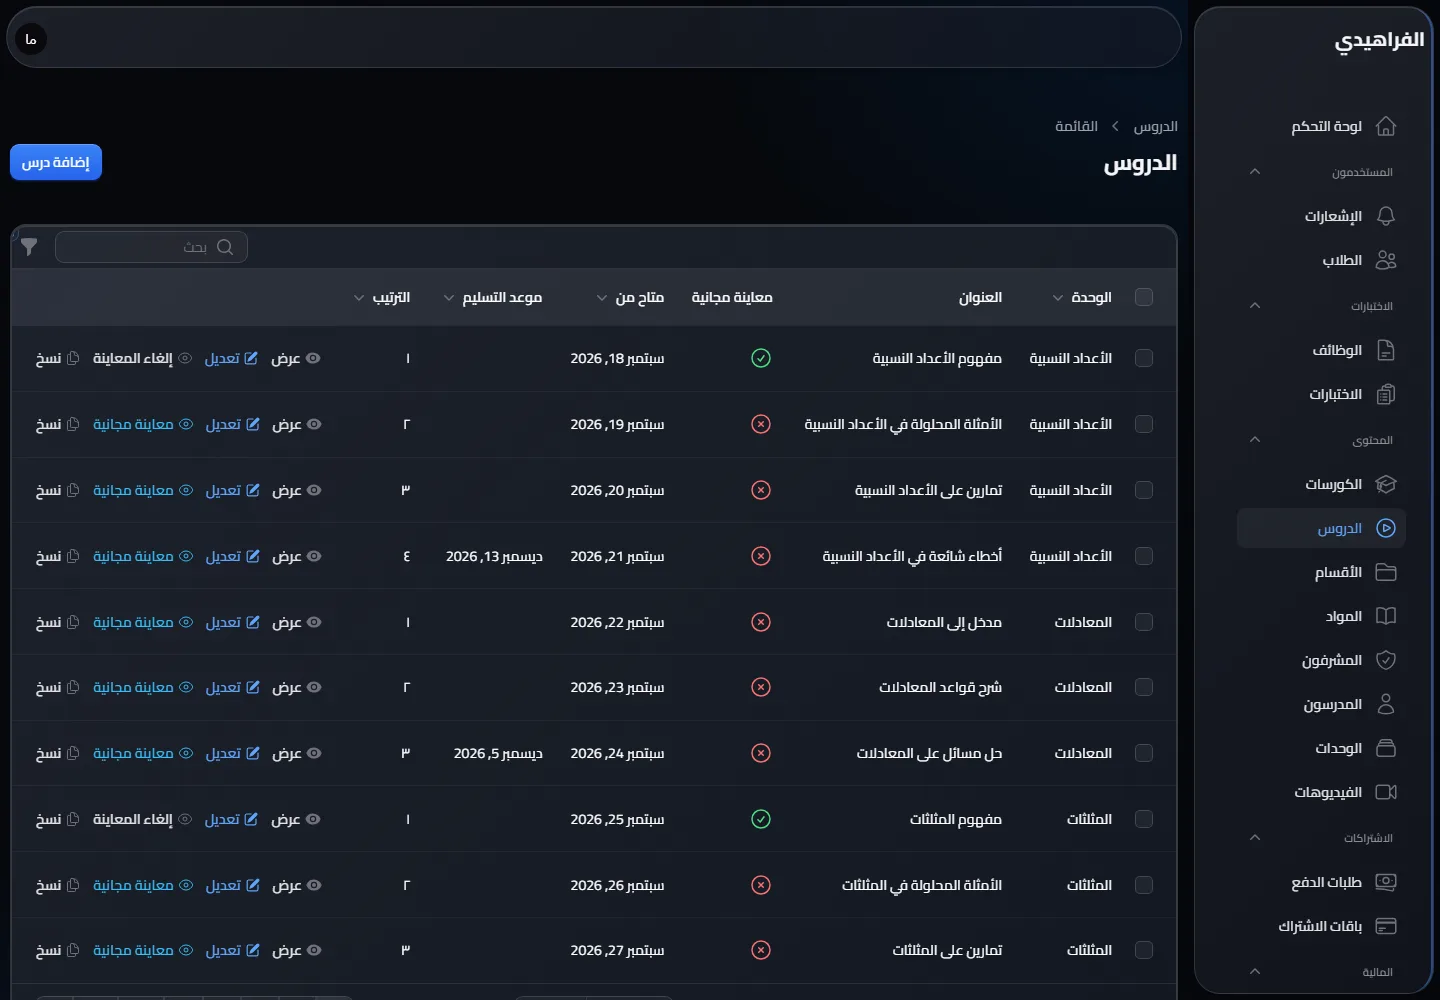 الفراهيدي
لوحة التحكم
المستخدمون
الإشعارات
الطلاب
الاختبارات
الوظائف
الاختبارات
المحتوى
الكورسات
الدروس
الأقسام
المواد
المشرفون
المدرسون
الوحدات
الفيديوهات
الاشتراكات
طلبات الدفع
باقات الاشتراك
المالية
ما
الدروس القائمة
الدروس
إضافة درس
بحث
الوحدة العنوان معاينة مجانية متاح من موعد التسليم الترتيب
الأعداد النسبية مفهوم الأعداد النسبية سبتمبر 18, 2026 ١ عرض تعديل إلغاء المعاينة نسخ
الأعداد النسبية الأمثلة المحلولة في الأعداد النسبية سبتمبر 19, 2026 ٢ عرض تعديل معاينة مجانية نسخ
الأعداد النسبية تمارين على الأعداد النسبية سبتمبر 20, 2026 ٣ عرض تعديل معاينة مجانية نسخ
الأعداد النسبية أخطاء شائعة في الأعداد النسبية سبتمبر 21, 2026 ديسمبر 13, 2026 ٤ عرض تعديل معاينة مجانية نسخ
المعادلات مدخل إلى المعادلات سبتمبر 22, 2026 ١ عرض تعديل معاينة مجانية نسخ
المعادلات شرح قواعد المعادلات سبتمبر 23, 2026 ٢ عرض تعديل معاينة مجانية نسخ
المعادلات حل مسائل على المعادلات سبتمبر 24, 2026 ديسمبر 5, 2026 ٣ عرض تعديل معاينة مجانية نسخ
المثلثات مفهوم المثلثات سبتمبر 25, 2026 ١ عرض تعديل إلغاء المعاينة نسخ
المثلثات الأمثلة المحلولة في المثلثات سبتمبر 26, 2026 ٢ عرض تعديل معاينة مجانية نسخ
المثلثات تمارين على المثلثات سبتمبر 27, 2026 ٣ عرض تعديل معاينة مجانية نسخ